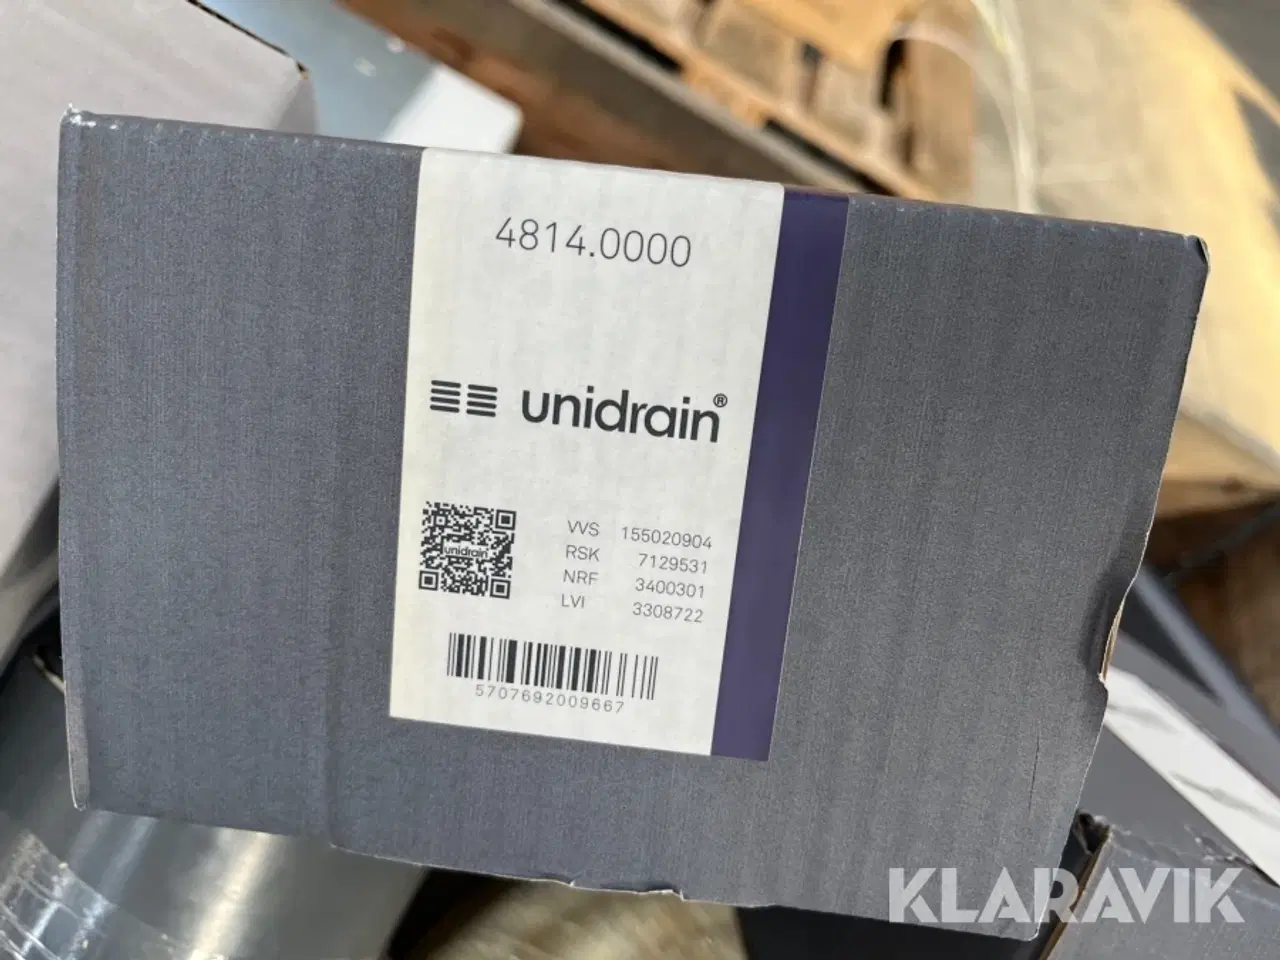 4814.0000
unidrain®
unidrain
VVS 155020904
RSK 7129531
NRF 3400301
LVI 3308722
5707692009667
KLARAVIK